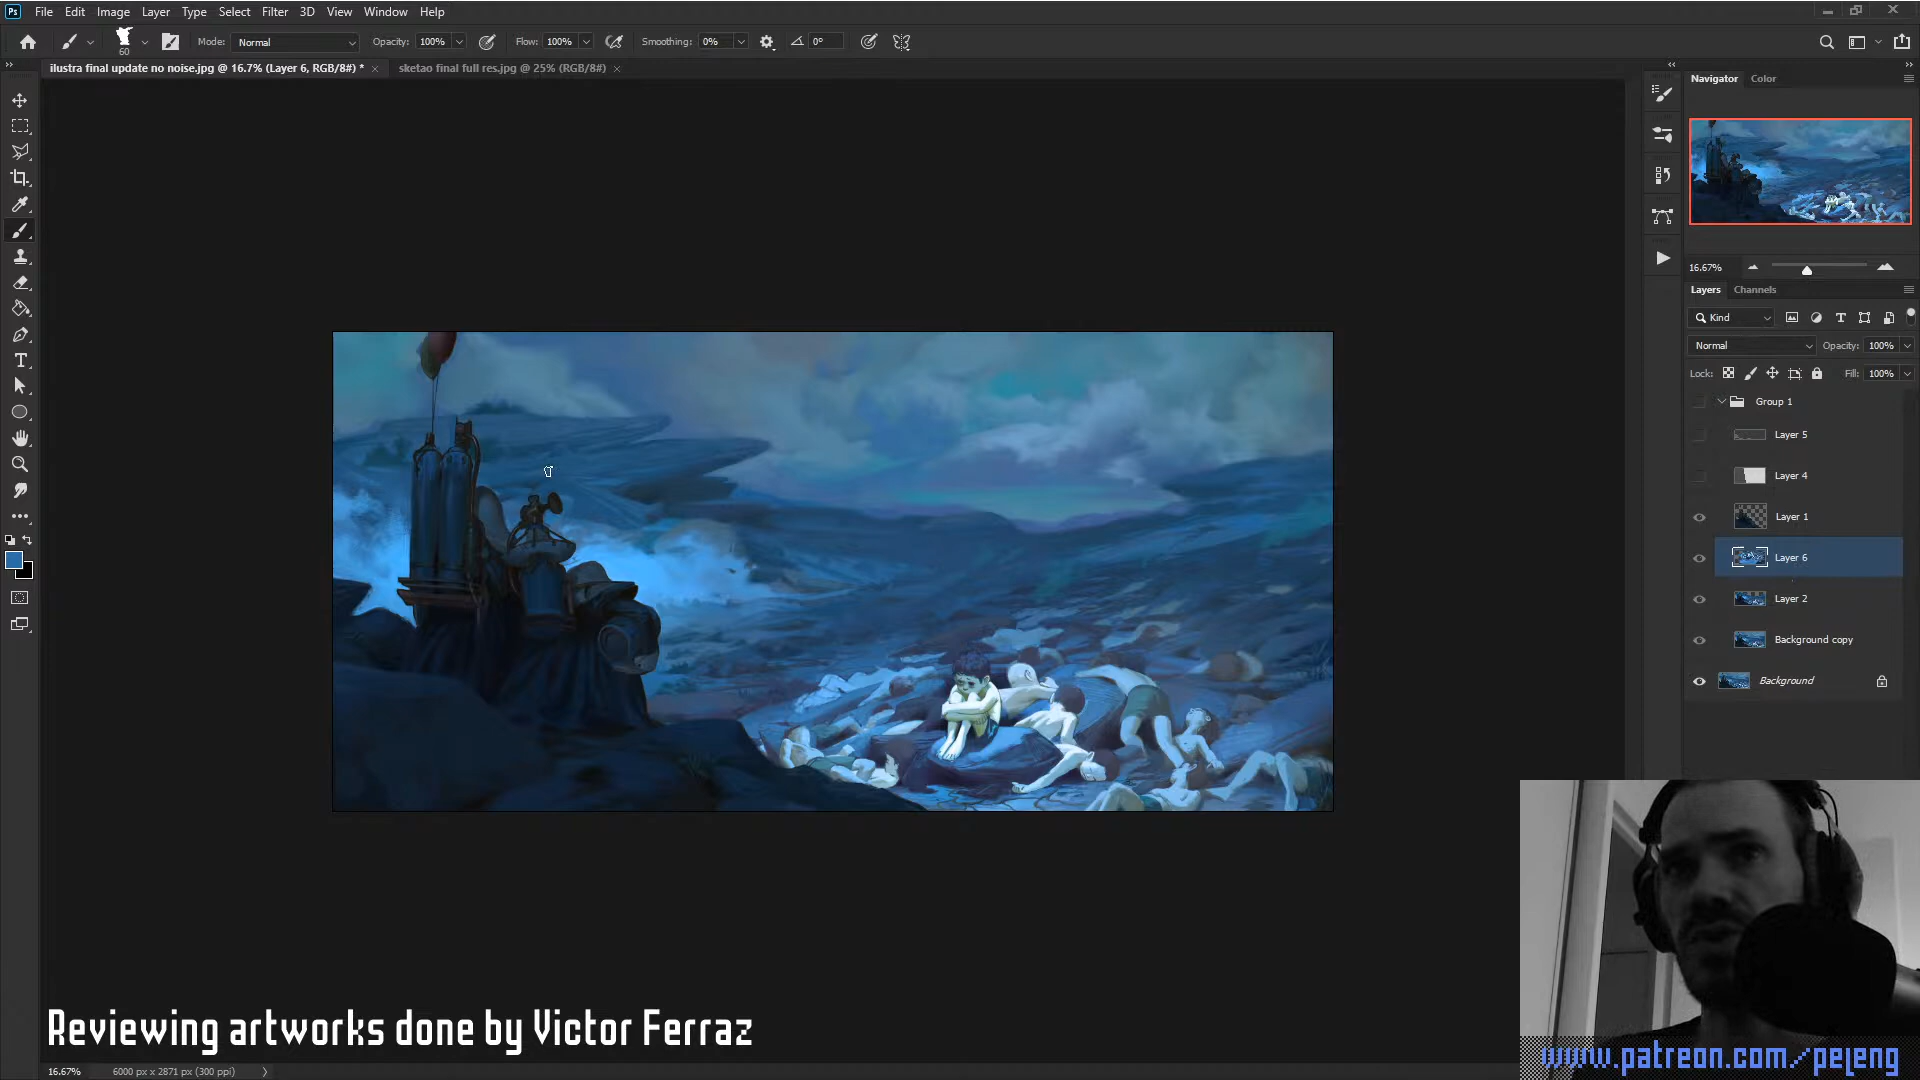 Ps File Edit Image Layer Type Select Filter 3D View Window Help
60 Mode: Normal Opacity: 100% Flow: 100% Smoothing: 0% 0°
ilustra final update no noise.jpg @ 16.7% (Layer 6, RGB/8#) * × sketao final full res.jpg @ 25% (RGB/8#) ×
Navigator Color
16.67%
Layers Channels
Kind
Normal Opacity: 100%
Lock: Fill: 100%
Group 1
Layer 5
Layer 4
Layer 1
Layer 6
Layer 2
Background copy
Background
Reviewing artworks done by Victor Ferraz
www.patreon.com/peleng
16.67% 6000 px x 2871 px (300 ppi)